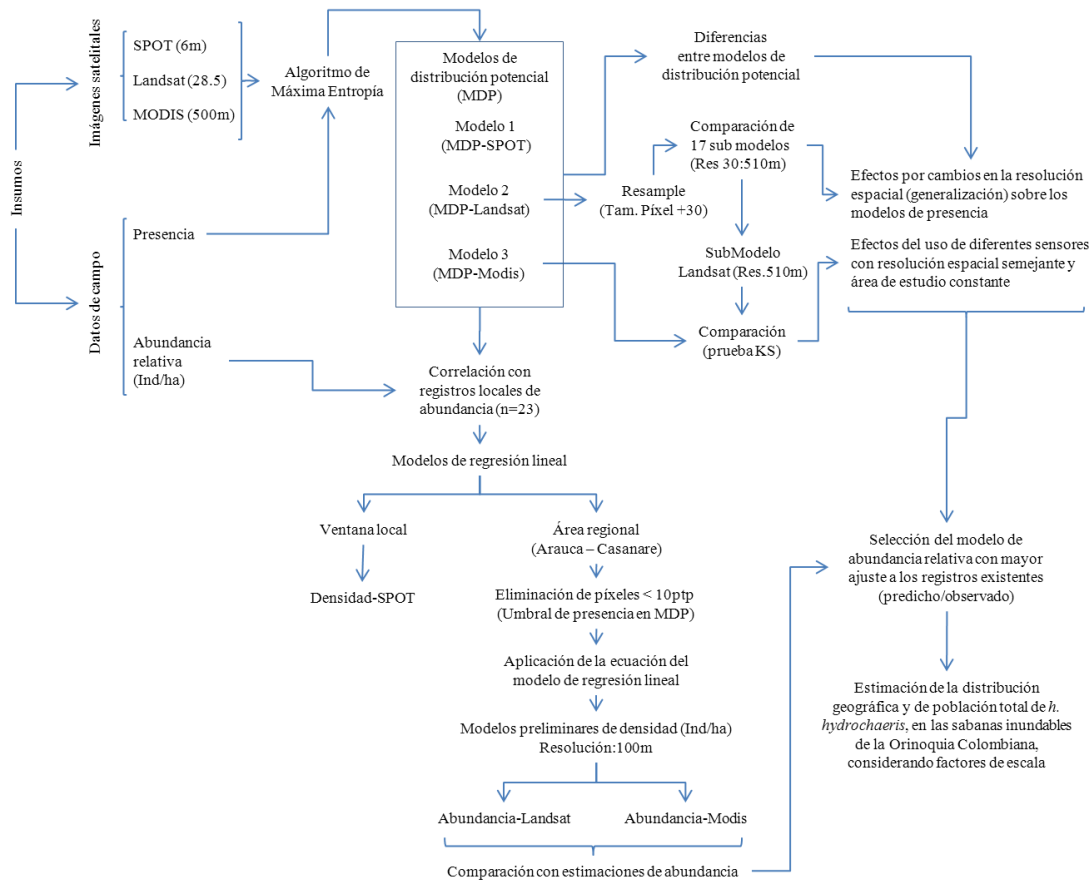 Insumos
Imágenes satelitales
SPOT (6m)
Landsat (28.5)
MODIS (500m)
Datos de campo
Presencia
Abundancia
relativa
(Ind/ha)
Algoritmo de
Máxima Entropía
Modelos de
distribución potencial
(MDP)
Modelo 1
(MDP-SPOT)
Modelo 2
(MDP-Landsat)
Modelo 3
(MDP-Modis)
Diferencias
entre modelos de
distribución potencial
Resample
(Tam. Píxel +30)
Comparación de
17 sub modelos
(Res 30:510m)
SubModelo
Landsat (Res.510m)
Comparación
(prueba KS)
Efectos por cambios en la resolución
espacial (generalización) sobre los
modelos de presencia
Efectos del uso de diferentes sensores
con resolución espacial semejante y
área de estudio constante
Correlación con
registros locales de
abundancia (n=23)
Modelos de regresión lineal
Ventana local
Densidad-SPOT
Área regional
(Arauca – Casanare)
Eliminación de píxeles < 10ptp
(Umbral de presencia en MDP)
Aplicación de la ecuación del
modelo de regresión lineal
Modelos preliminares de densidad (Ind/ha)
Resolución:100m
Abundancia-Landsat
Abundancia-Modis
Comparación con estimaciones de abundancia
Selección del modelo de
abundancia relativa con mayor
ajuste a los registros existentes
(predicho/observado)
Estimación de la distribución
geográfica y de población total de h.
hydrochaeris, en las sabanas inundables
de la Orinoquia Colombiana,
considerando factores de escala